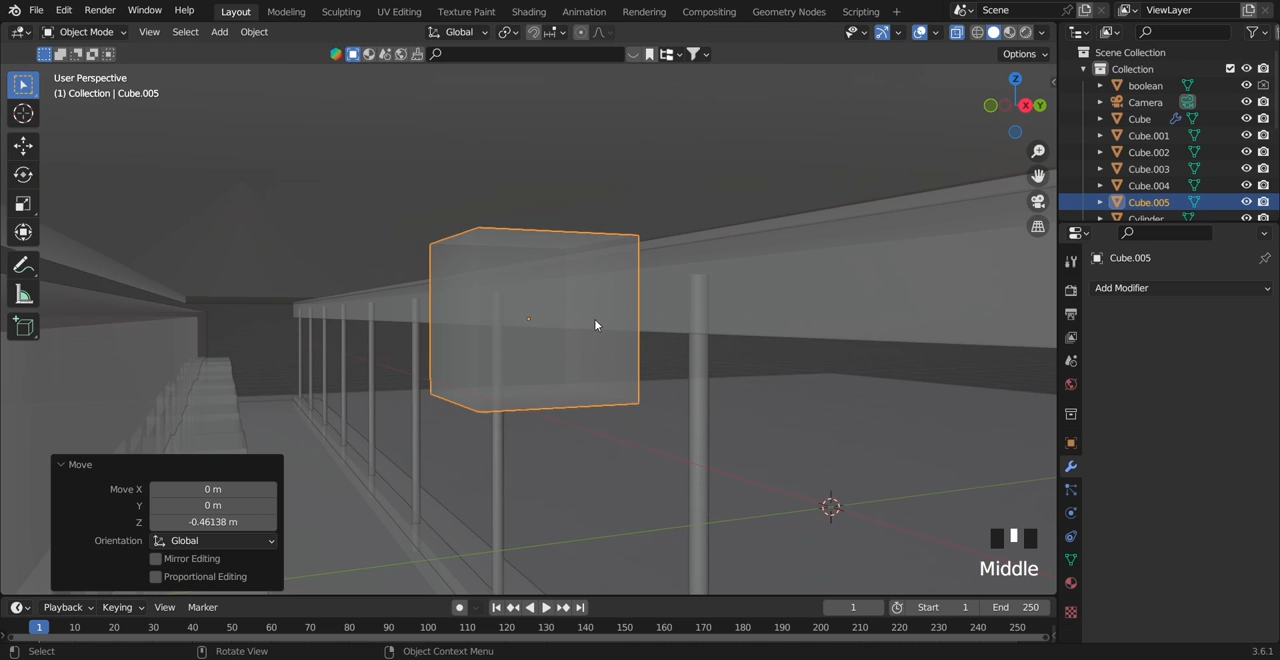 File Edit Render Window Help Layout Modeling Sculpting UV Editing Texture Paint Shading Animation Rendering Compositing Geometry Nodes Scripting + Scene ViewLayer
Object Mode View Select Add Object Global
Options
User Perspective
(1) Collection | Cube.005
Z
X
Y
Scene Collection
Collection
boolean
Camera
Cube
Cube.001
Cube.002
Cube.003
Cube.004
Cube.005
Cylinder
Cube.005
Add Modifier
Move
Move X 0 m
Y 0 m
Z -0.46138 m
Orientation Global
Mirror Editing
Proportional Editing
Middle
Playback Keying View Marker 1 Start 1 End 250
1 10 20 30 40 50 60 70 80 90 100 110 120 130 140 150 160 170 180 190 200 210 220 230 240 250
Select Rotate View Object Context Menu 3.6.1